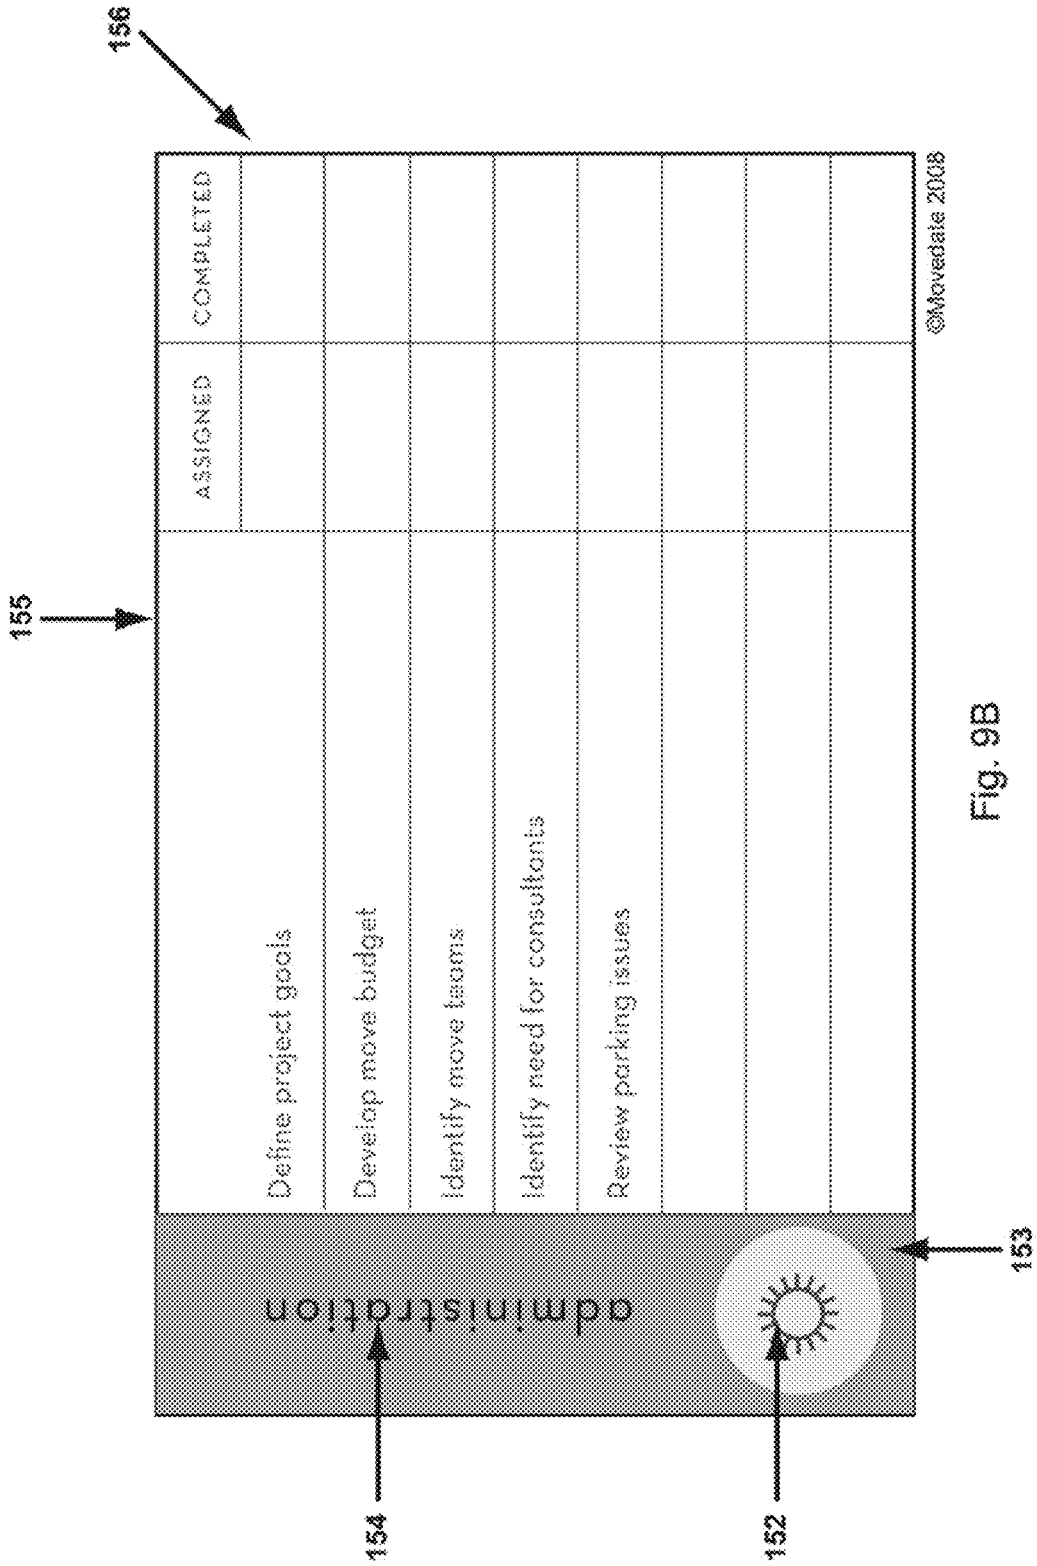 156
155
ASSIGNED COMPLETED
Define project goals
Develop move budget
Identify move teams
Identify need for consultants
Review parking issues
administration
154
152
153
©Movedate 2008
Fig. 9B